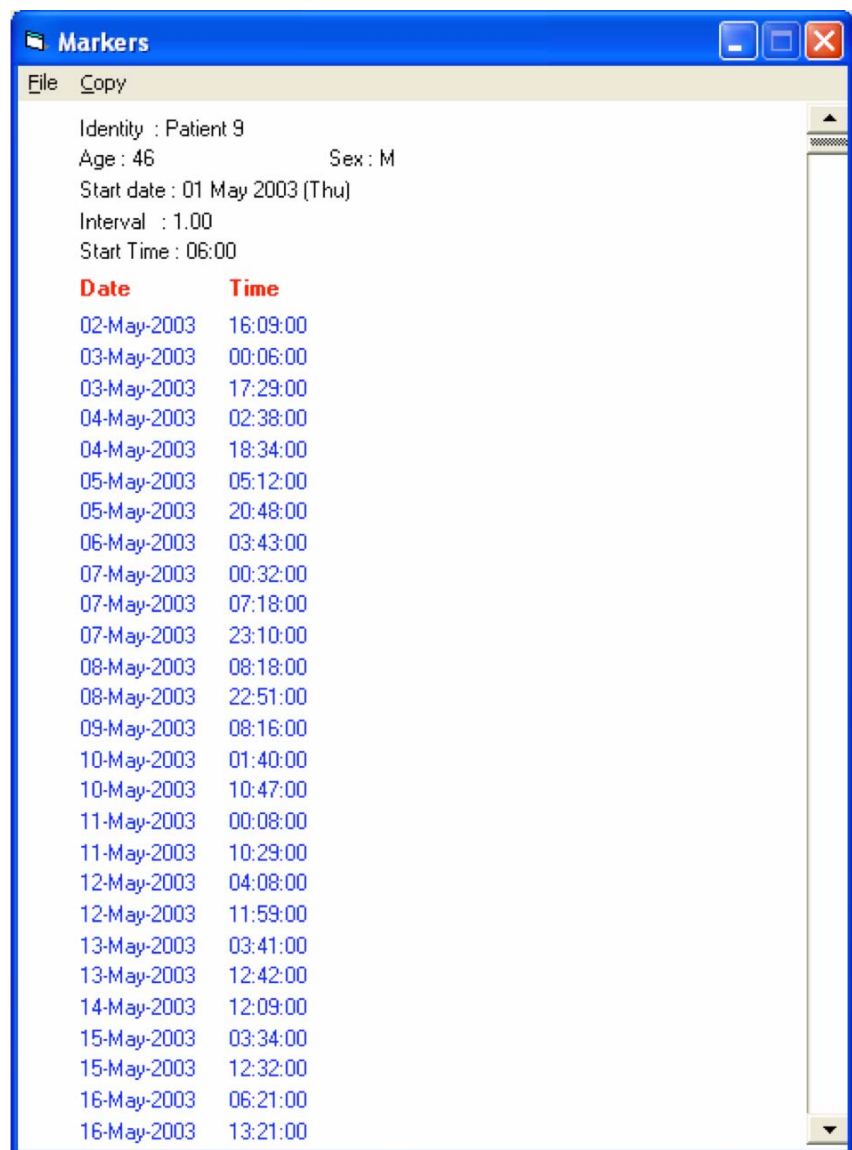 Markers
File Copy
Identity : Patient 9
Age : 46 Sex : M
Start date : 01 May 2003 (Thu)
Interval : 1.00
Start Time : 06:00
Date Time
02-May-2003 16:09:00
03-May-2003 00:06:00
03-May-2003 17:29:00
04-May-2003 02:38:00
04-May-2003 18:34:00
05-May-2003 05:12:00
05-May-2003 20:48:00
06-May-2003 03:43:00
07-May-2003 00:32:00
07-May-2003 07:18:00
07-May-2003 23:10:00
08-May-2003 08:18:00
08-May-2003 22:51:00
09-May-2003 08:16:00
10-May-2003 01:40:00
10-May-2003 10:47:00
11-May-2003 00:08:00
11-May-2003 10:29:00
12-May-2003 04:08:00
12-May-2003 11:59:00
13-May-2003 03:41:00
13-May-2003 12:42:00
14-May-2003 12:09:00
15-May-2003 03:34:00
15-May-2003 12:32:00
16-May-2003 06:21:00
16-May-2003 13:21:00